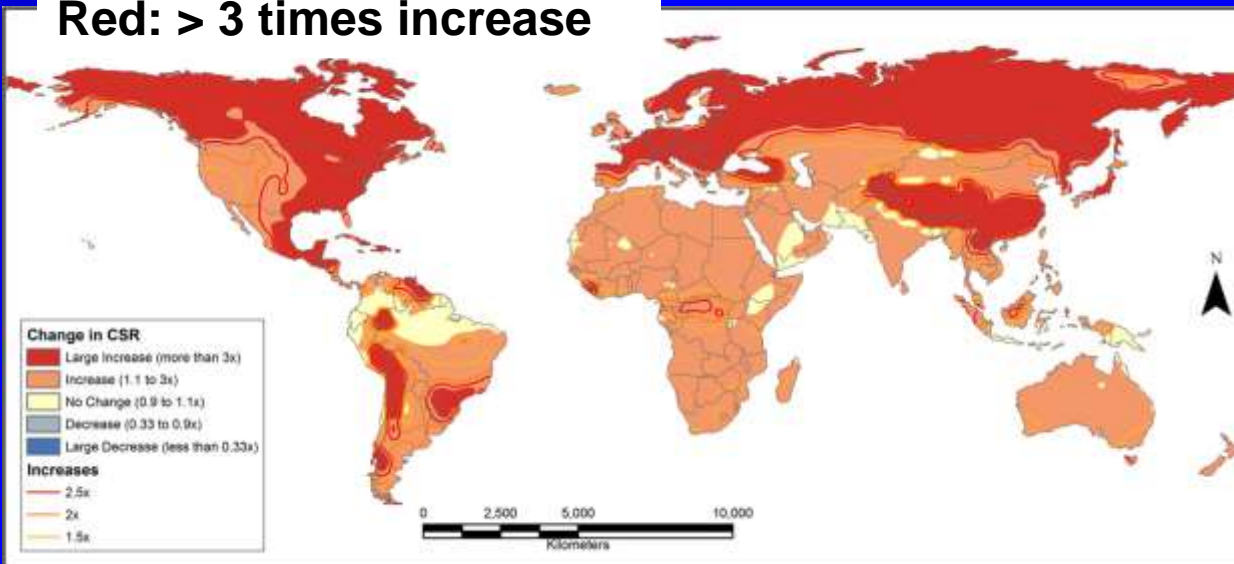 Red: > 3 times increase
N
Change in CSR
Large Increase (more than 3x)
Increase (1.1 to 3x)
No Change (0.9 to 1.1x)
Decrease (0.33 to 0.9x)
Large Decrease (less than 0.33x)
Increases
2.5x
2x
1.5x
0 2,500 5,000 10,000
Kilometers